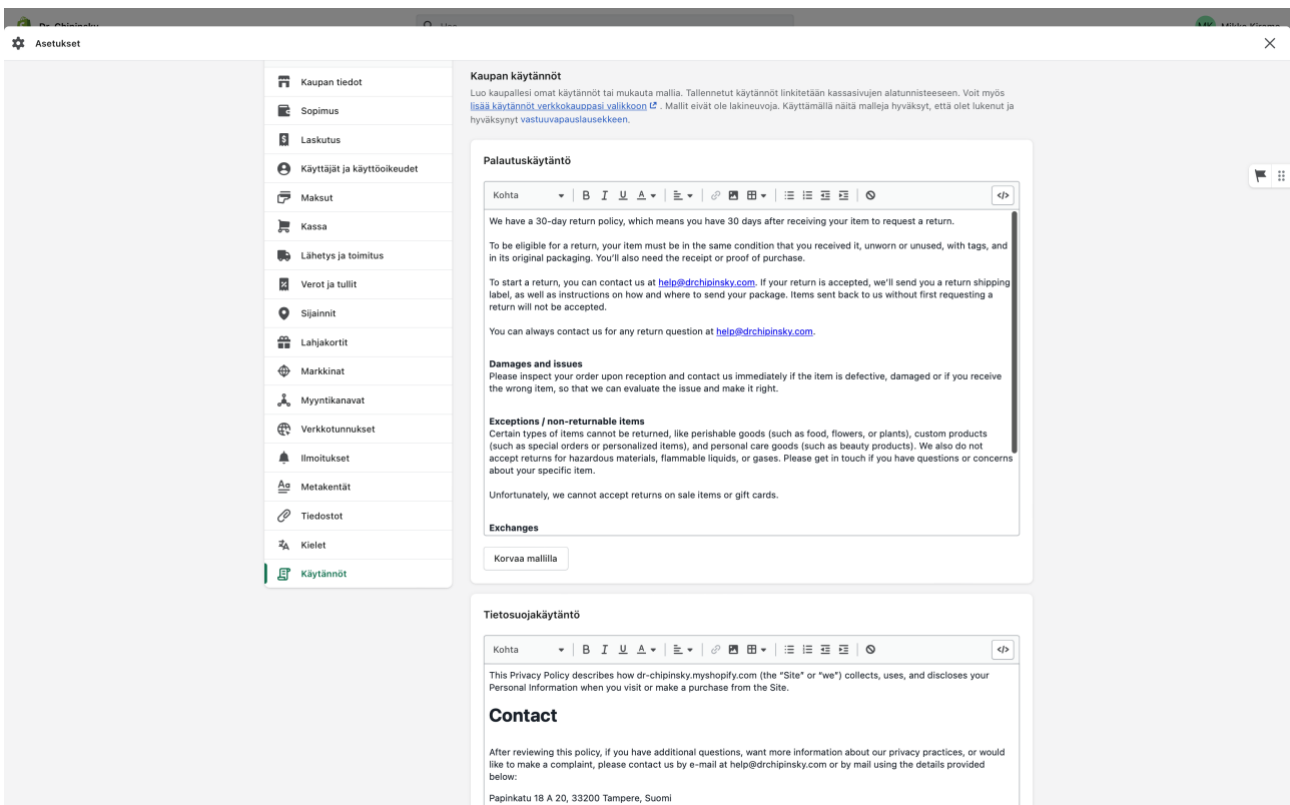 Dr. Chipinsky
Hae
MK
Mikko Kiremo
Asetukset
Kaupan tiedot
Sopimus
Laskutus
Käyttäjät ja käyttöoikeudet
Maksut
Kassa
Lähetys ja toimitus
Verot ja tullit
Sijainnit
Lahjakortit
Markkinat
Myyntikanavat
Verkkotunnukset
Ilmoitukset
Metakentät
Tiedostot
Kielet
Käytännöt
Kaupan käytännöt
Luo kaupallesi omat käytännöt tai mukauta mallia. Tallennetut käytännöt linkitetään kassasivujen alatunnisteeseen. Voit myös
lisää käytännöt verkkokauppasi valikkoon . Mallit eivät ole lakineuvoja. Käyttämällä näitä malleja hyväksyt, että olet lukenut ja
hyväksynyt vastuuvapauslausekkeen.
Palautuskäytäntö
Kohta B I U A </>
We have a 30-day return policy, which means you have 30 days after receiving your item to request a return.
To be eligible for a return, your item must be in the same condition that you received it, unworn or unused, with tags, and
in its original packaging. You'll also need the receipt or proof of purchase.
To start a return, you can contact us at help@drchipinsky.com. If your return is accepted, we'll send you a return shipping
label, as well as instructions on how and where to send your package. Items sent back to us without first requesting a
return will not be accepted.
You can always contact us for any return question at help@drchipinsky.com.
Damages and issues
Please inspect your order upon reception and contact us immediately if the item is defective, damaged or if you receive
the wrong item, so that we can evaluate the issue and make it right.
Exceptions / non-returnable items
Certain types of items cannot be returned, like perishable goods (such as food, flowers, or plants), custom products
(such as special orders or personalized items), and personal care goods (such as beauty products). We also do not
accept returns for hazardous materials, flammable liquids, or gases. Please get in touch if you have questions or concerns
about your specific item.
Unfortunately, we cannot accept returns on sale items or gift cards.
Exchanges
Korvaa mallilla
Tietosuojakäytäntö
Kohta B I U A </>
This Privacy Policy describes how dr-chipinsky.myshopify.com (the "Site" or "we") collects, uses, and discloses your
Personal Information when you visit or make a purchase from the Site.
Contact
After reviewing this policy, if you have additional questions, want more information about our privacy practices, or would
like to make a complaint, please contact us by e-mail at help@drchipinsky.com or by mail using the details provided
below:
Papinkatu 18 A 20, 33200 Tampere, Suomi